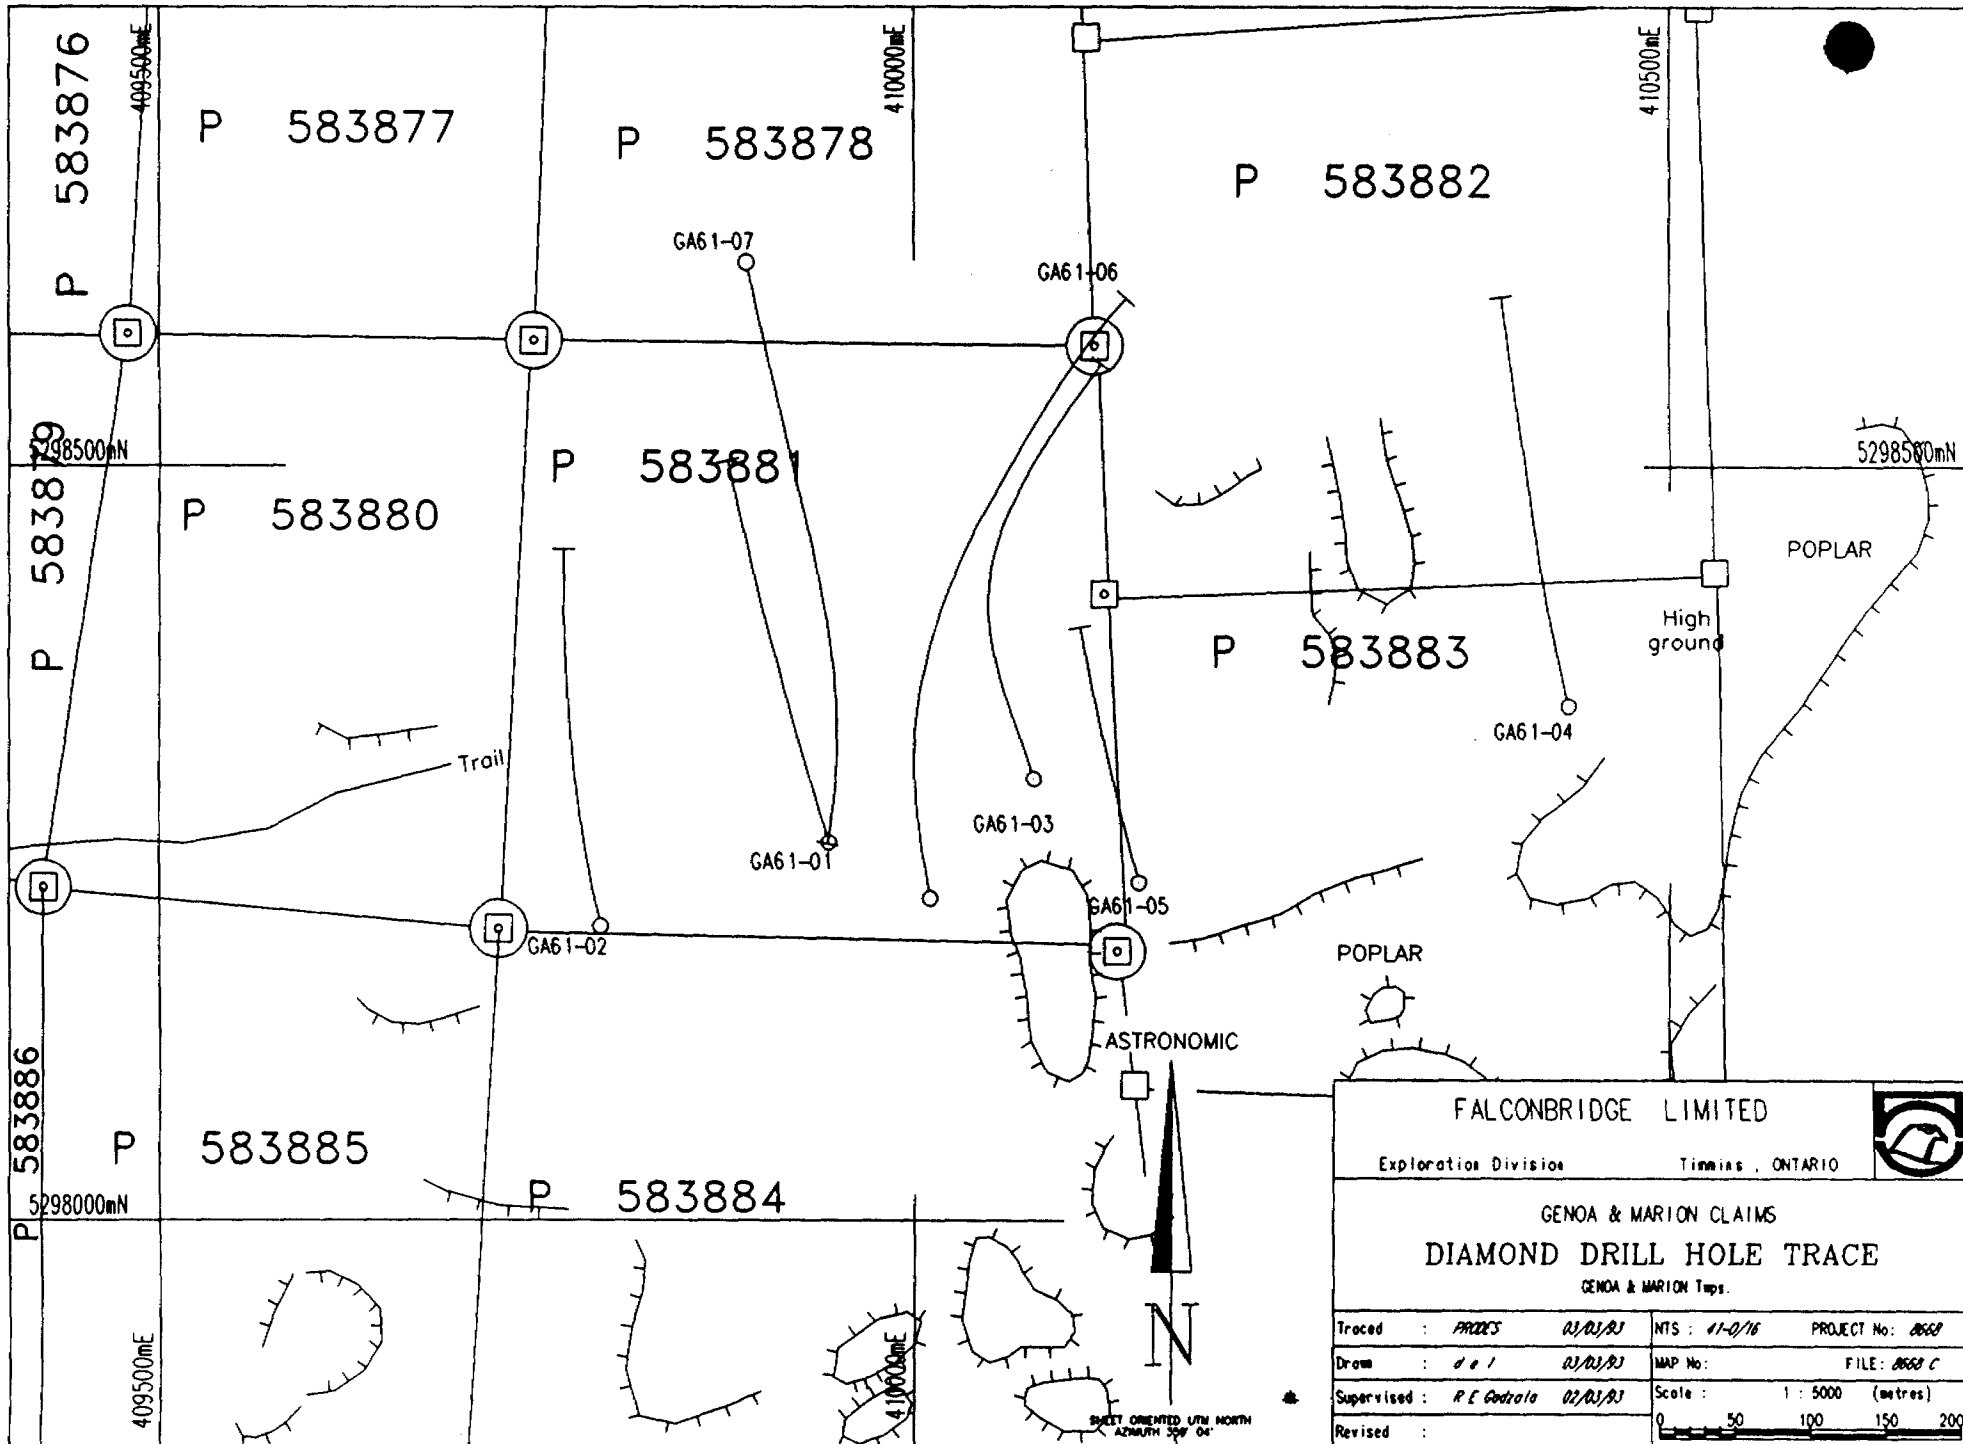 409500mE
410000mE
410500mE
P 583876
P 583877
P 583878
P 583882
GA61-07
GA61-06
5298500mN
5298500mN
P 583879
P 583881
P 583880
POPLAR
High
ground
P 583883
GA61-04
Trail
GA61-03
GA61-01
GA61-05
GA61-02
POPLAR
ASTRONOMIC
P 583886
P 583885
P 583884
5298000mN
409500mE
410000mE
N
SHEET ORIENTED UTM NORTH
FALCONBRIDGE LIMITED
Exploration Division Timmins , ONTARIO
GENOA & MARION CLAIMS
DIAMOND DRILL HOLE TRACE
GENOA & MARION Twps.
Traced : 03/03/93 NTS : 41-O/16 PROJECT No: 8668
Drawn : d e l 03/03/93 MAP No: FILE: 8668 C
Supervised : R E 02/03/93 Scale : 1 : 5000 (metres)
Revised : 0 50 100 150 200